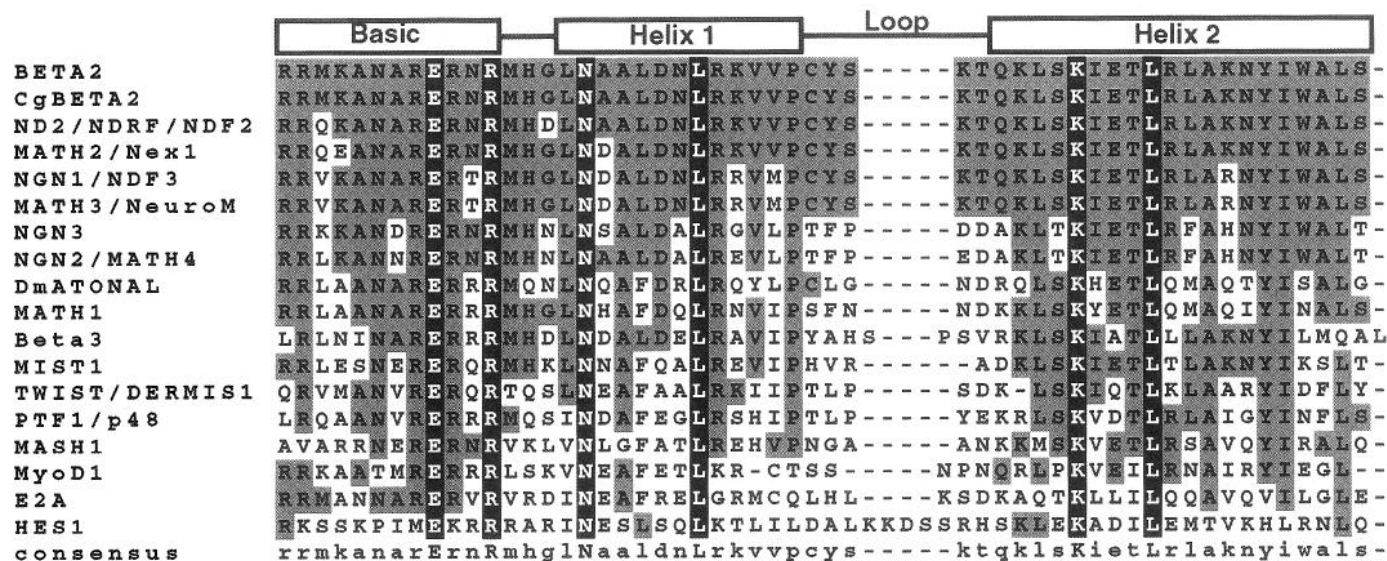 Basic Helix 1 Loop Helix 2
BETA2 RRMKANARERNRMHGLNAALDNLRKVVPCYS-----KTQKLSKIETLRLAKNYIWALS-
CgBETA2 RRMKANARERNRMHGLNAALDNLRKVVPCYS-----KTQKLSKIETLRLAKNYIWALS-
ND2/NDRF/NDF2 RRQKANARERNRMHDLNAALDNLRKVVPCYS-----KTQKLSKIETLRLAKNYIWALS-
MATH2/Nex1 RRQEANARERNRMHGLNDALDNLRKVVPCYS-----KTQKLSKIETLRLAKNYIWALS-
NGN1/NDF3 RRVKANARERTRMHGLNDALDNLRRVMPCYS-----KTQKLSKIETLRLARNYIWALS-
MATH3/NeuroM RRVKANARERTRMHGLNDALDNLRRVMPCYS-----KTQKLSKIETLRLARNYIWALS-
NGN3 RRKKANDRERNRMHNLNSALDALRGVLPTFP-----DDAKLTKIETLRFAHNYIWALT-
NGN2/MATH4 RRLKANNRERNRMHNLNAALDALREVLPTFP-----EDAKLTKIETLRFAHNYIWALT-
DmATONAL RRLAANARERRRMQNLNQAFDRLRQYLPCLG-----NDRQLSKHETLQMAQTYISALG-
MATH1 RRLAANARERRRMHGLNHAFDQLRNVIPSFN-----NDKKLSKYETLQMAQIYINALS-
Beta3 LRLNINARERRRMHDLNDALDELRAVIPYAHS---PSVRKLSKIATLLLAKNYILMQAL
MIST1 RRLESNERERQRMHKLNNAFQALREVIPHVR------ADKLSKIETLTLAKNYIKSLT-
TWIST/DERMIS1 QRVMANVRERQRTQSLNEAFAALRKIIPTLP-----SDK-LSKIQTLKLAARYIDFLY-
PTF1/p48 LRQAANVRERRRMQSINDAFEGLRSHIPTLP-----YEKRLSKVDTLRLAIGYINFLS-
MASH1 AVARRNERERNRVKLVNLGFATLREHVPNGA-----ANKKMSKVETLRSAVQYIRALQ-
MyoD1 RRKAATMRERRRLSKVNEAFETLKR-CTSS-----NPNQRLPKVEILRNAIRYIEGL--
E2A RRMANNARERVRVRDINEAFRELGRMCQLHL-----KSDKAQTKLLILQQAVQVILGLE-
HES1 RKSSKPIMEKRRRARINESLSQLKTLILDALKKDSSRHSKLEKADILEMTVKHLRNLQ-
consensus rrmkanarErnRmhglNaaldnLrkvvpcys-----ktqklsKietLrlaknyiwals-